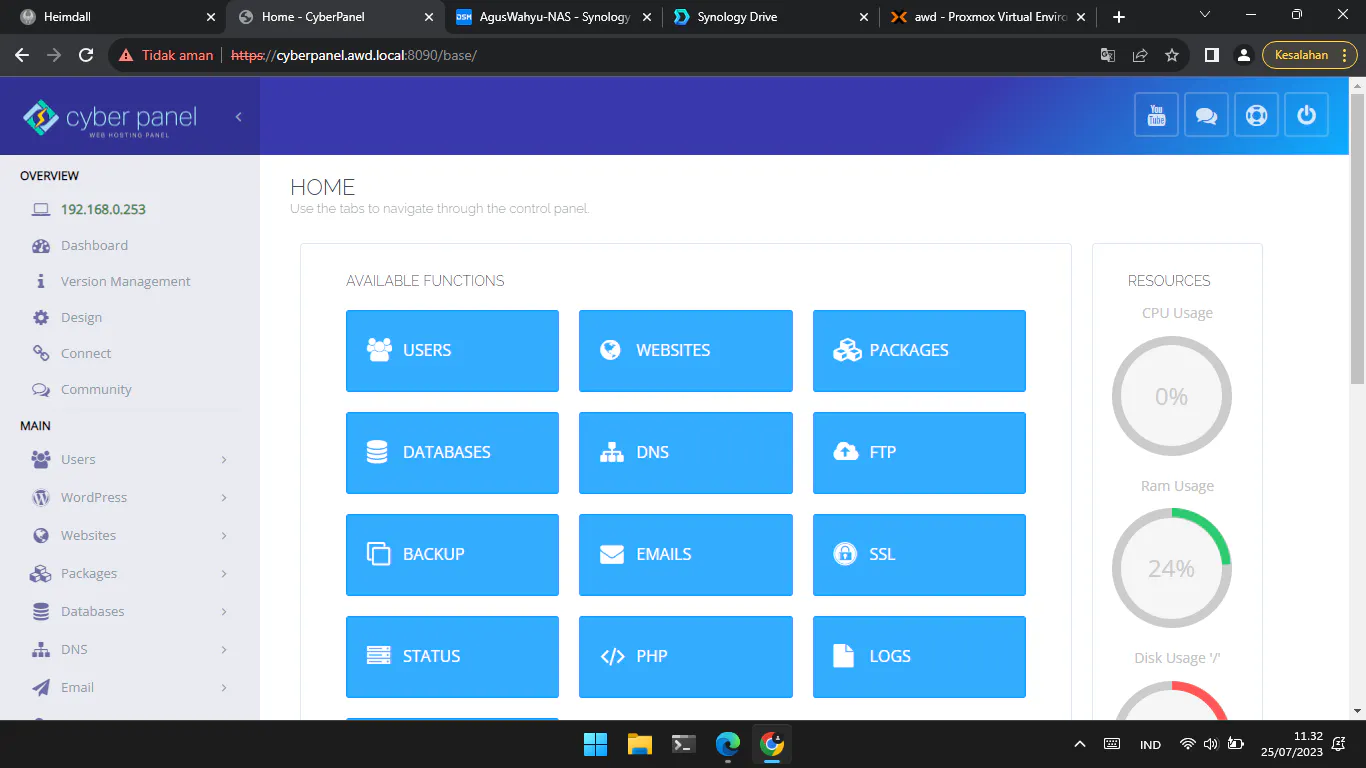 Heimdall
Home - CyberPanel
DSM AgusWahyu-NAS - Synology
Synology Drive
awd - Proxmox Virtual Enviro
Tidak aman
https://cyberpanel.awd.local:8090/base/
Kesalahan
cyber panel
WEB HOSTING PANEL
You
Tube
OVERVIEW
192.168.0.253
Dashboard
Version Management
Design
Connect
Community
MAIN
Users
WordPress
Websites
Packages
Databases
DNS
Email
HOME
Use the tabs to navigate through the control panel.
AVAILABLE FUNCTIONS
USERS
WEBSITES
PACKAGES
DATABASES
DNS
FTP
BACKUP
EMAILS
SSL
STATUS
PHP
LOGS
RESOURCES
CPU Usage
0%
Ram Usage
24%
Disk Usage '/'
IND
11.32
25/07/2023